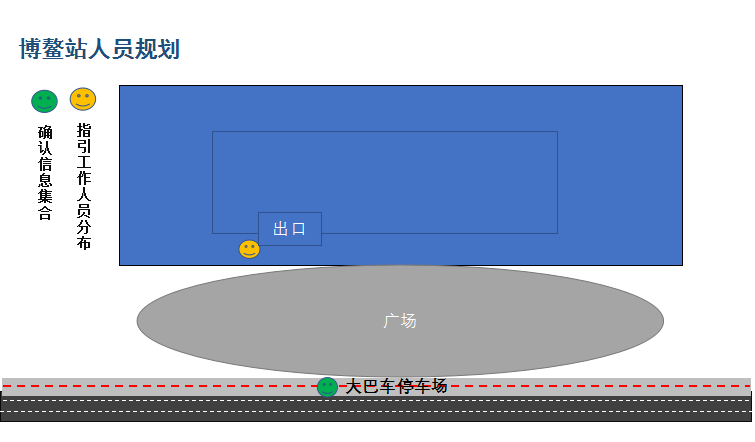 博鳌站人员规划
确认信息集合
指引工作人员分布
出口
广场
大巴车停车场